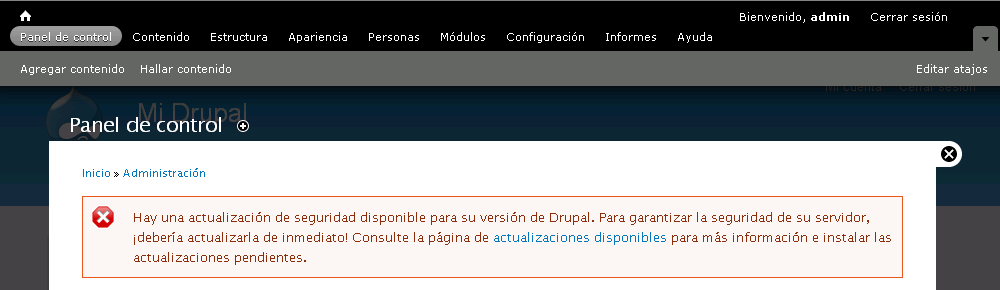 Bienvenido, admin Cerrar sesión
Panel de control Contenido Estructura Apariencia Personas Módulos Configuración Informes Ayuda
Agregar contenido Hallar contenido Editar atajos
Mi cuenta Cerrar sesión
Mi Drupal
Panel de control
Inicio » Administración
Hay una actualización de seguridad disponible para su versión de Drupal. Para garantizar la seguridad de su servidor,
¡debería actualizarla de inmediato! Consulte la página de actualizaciones disponibles para más información e instalar las
actualizaciones pendientes.